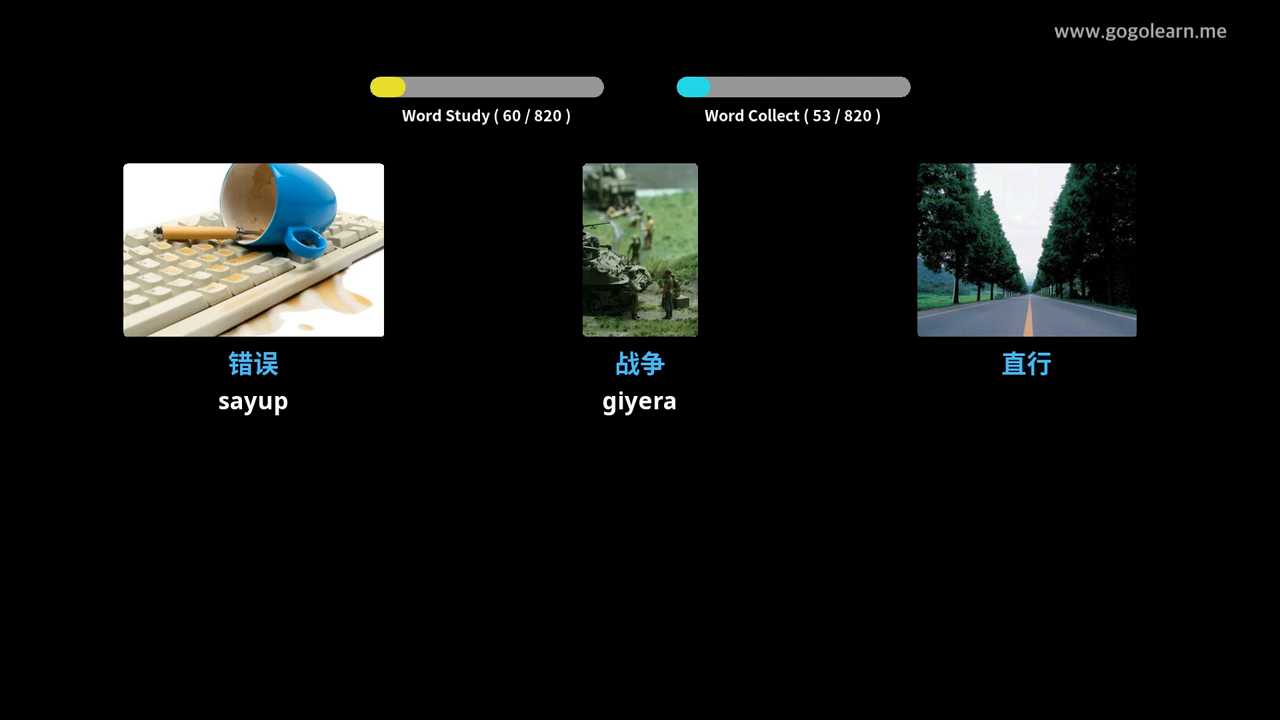 www.gogolearn.me
Word Study ( 60 / 820 )
Word Collect ( 53 / 820 )
错误
sayup
战争
giyera
直行